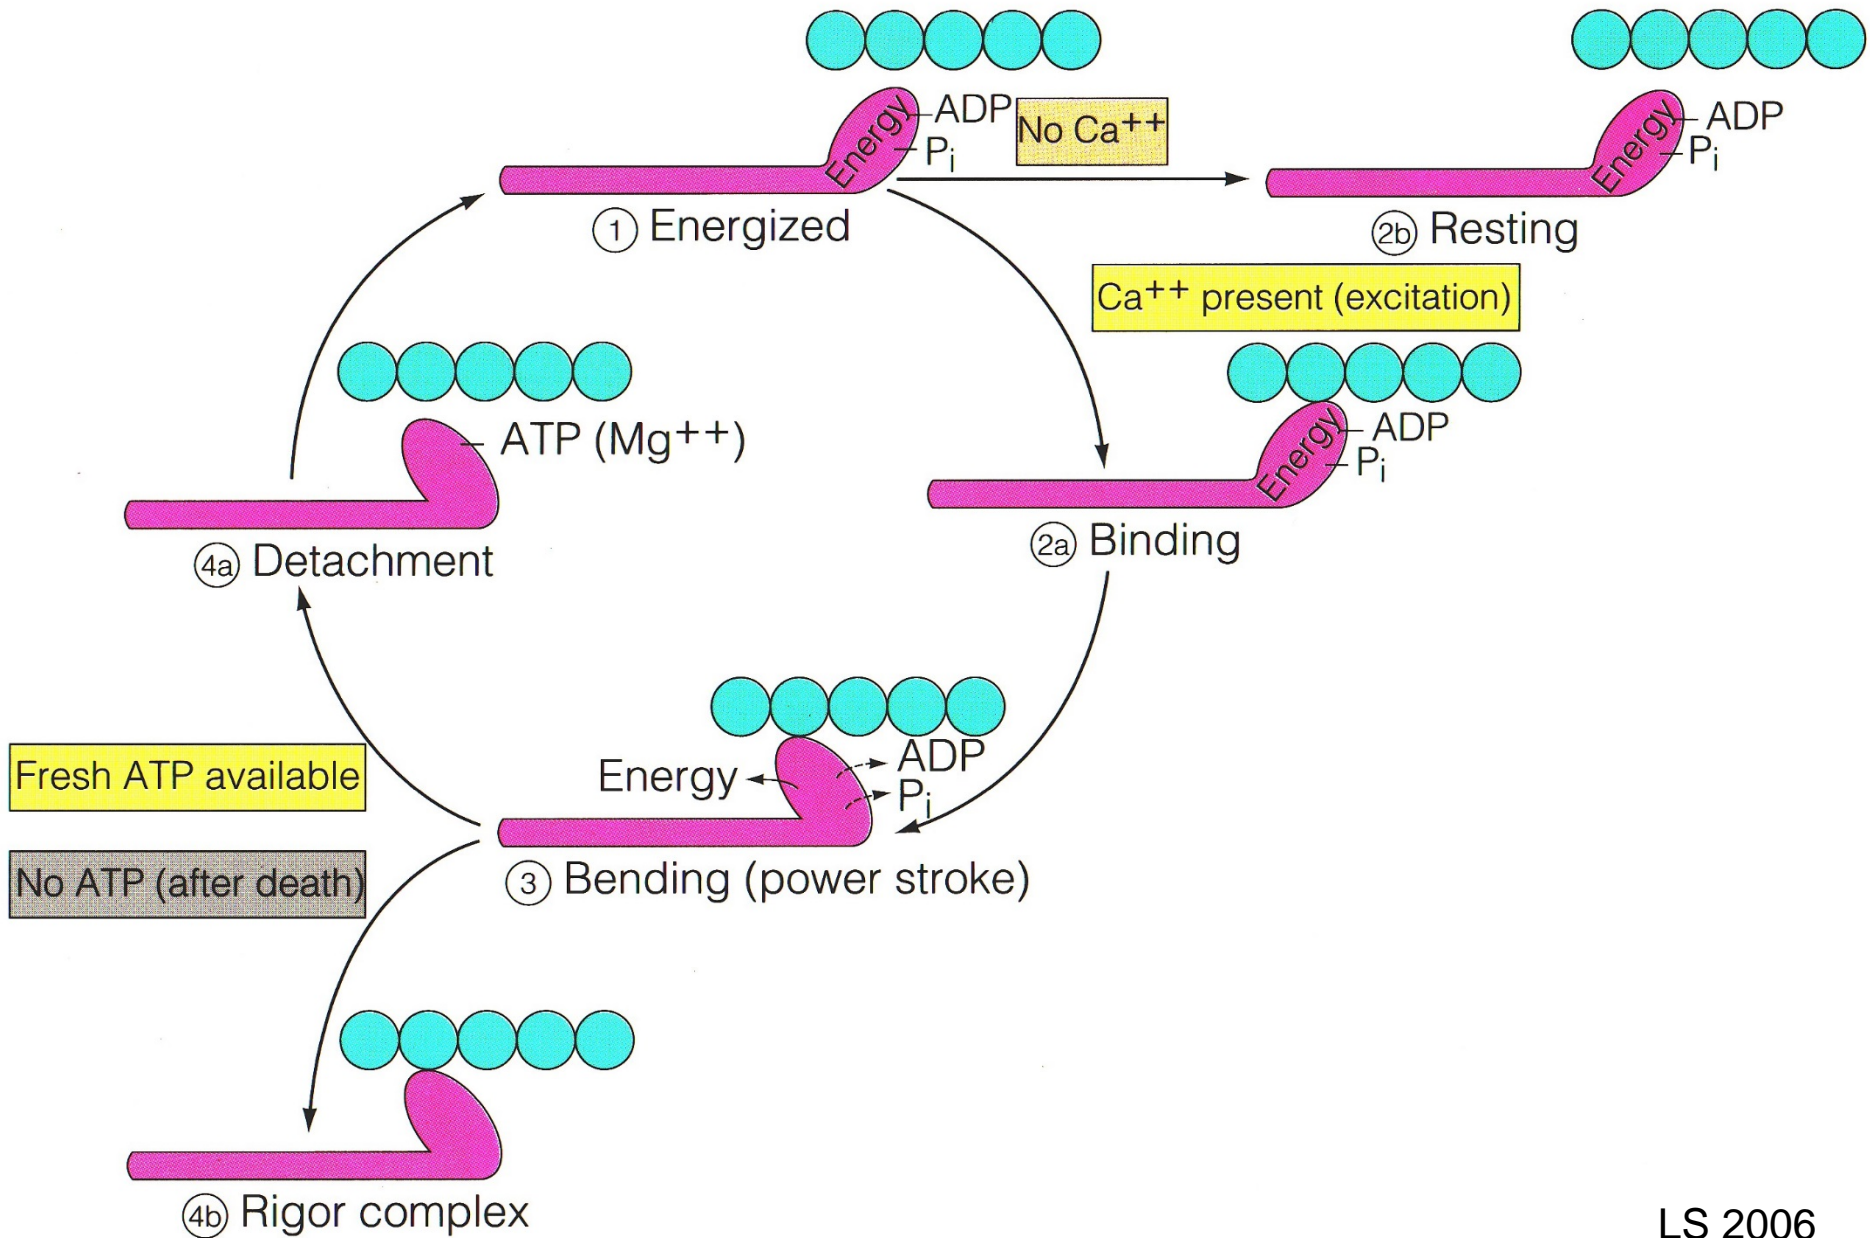 Energy
ADP
Pi
No Ca++
① Energized
Energy
ADP
Pi
2b Resting
Ca++ present (excitation)
Energy
ADP
Pi
2a Binding
ATP (Mg++)
4a Detachment
Fresh ATP available
No ATP (after death)
Energy
ADP
Pi
③ Bending (power stroke)
4b Rigor complex
LS 2006